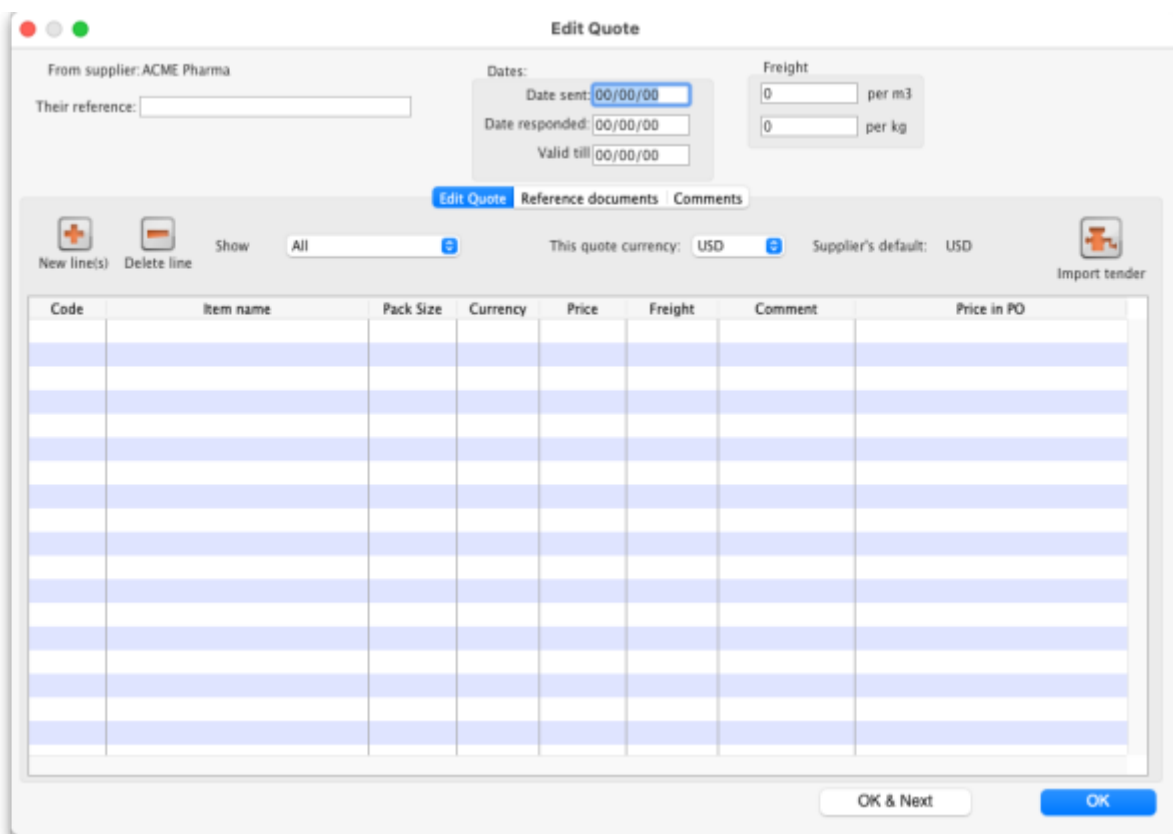 Edit Quote
From supplier: ACME Pharma
Their reference:
Dates:
Date sent: 00/00/00
Date responded: 00/00/00
Valid till 00/00/00
Freight
0 per m3
0 per kg
Edit Quote Reference documents Comments
New line(s) Delete line Show All This quote currency: USD Supplier's default: USD Import tender
Code Item name Pack Size Currency Price Freight Comment Price in PO
OK & Next OK